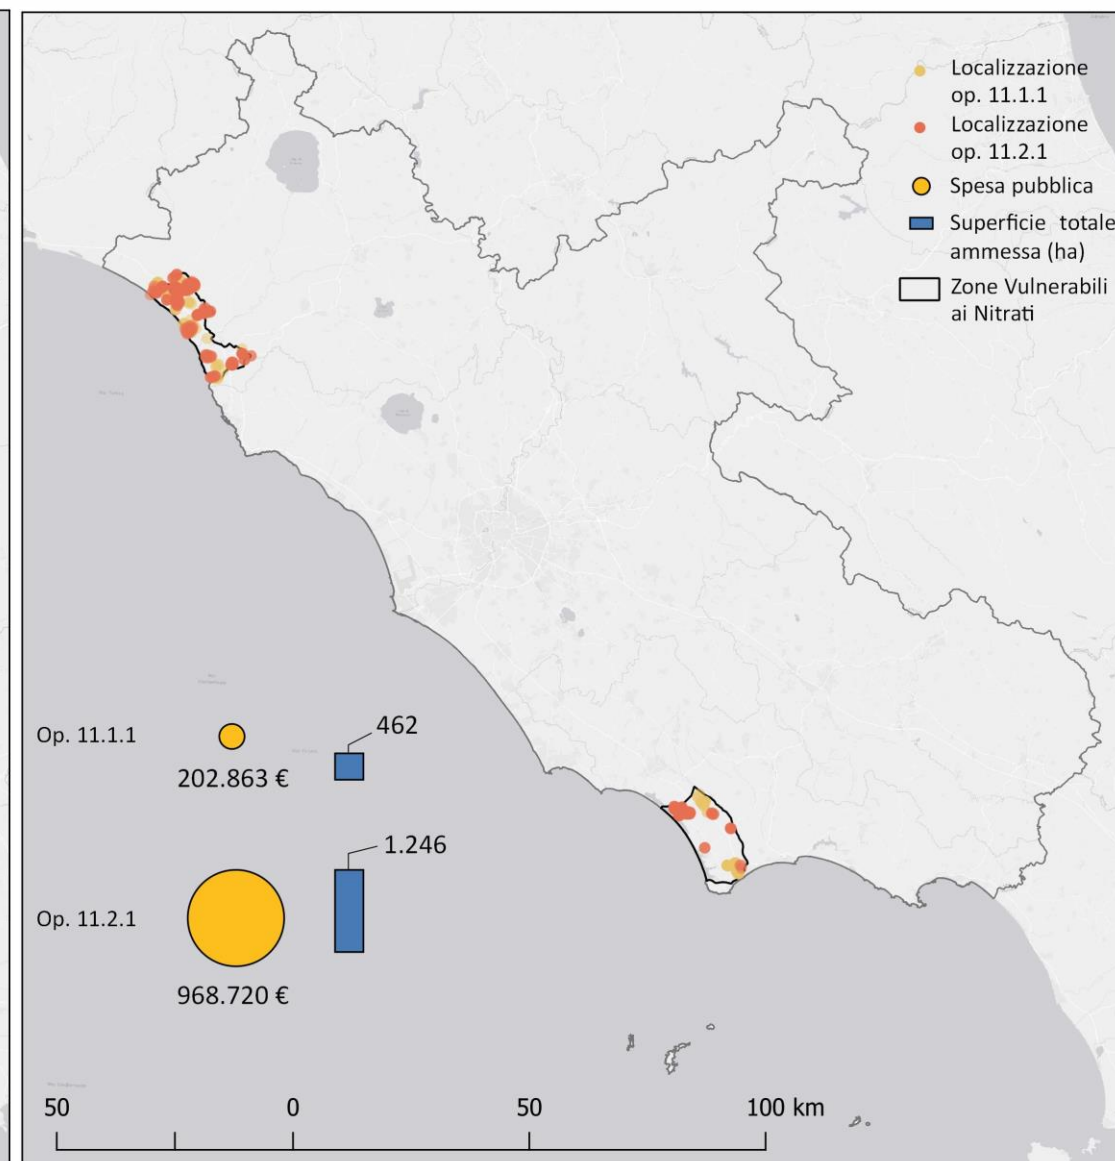 Localizzazione
op. 11.1.1
Localizzazione
op. 11.2.1
Spesa pubblica
Superficie totale
ammessa (ha)
Zone Vulnerabili
ai Nitrati
Op. 11.1.1
202.863 €
462
Op. 11.2.1
968.720 €
1.246
50 0 50 100 km